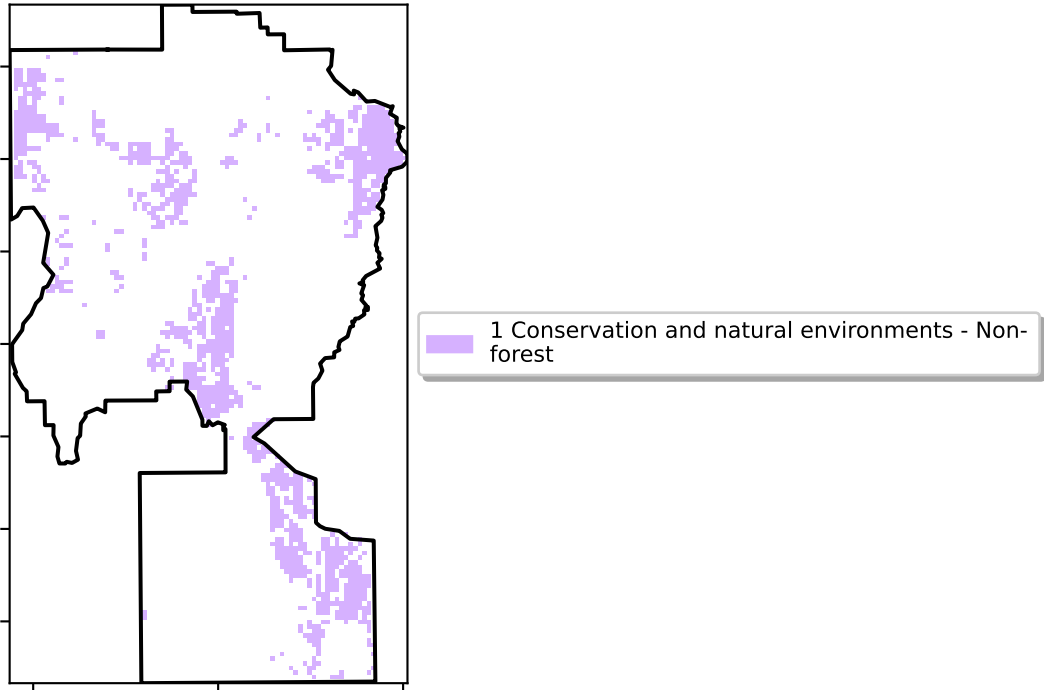 1 Conservation and natural environments - Non-
forest